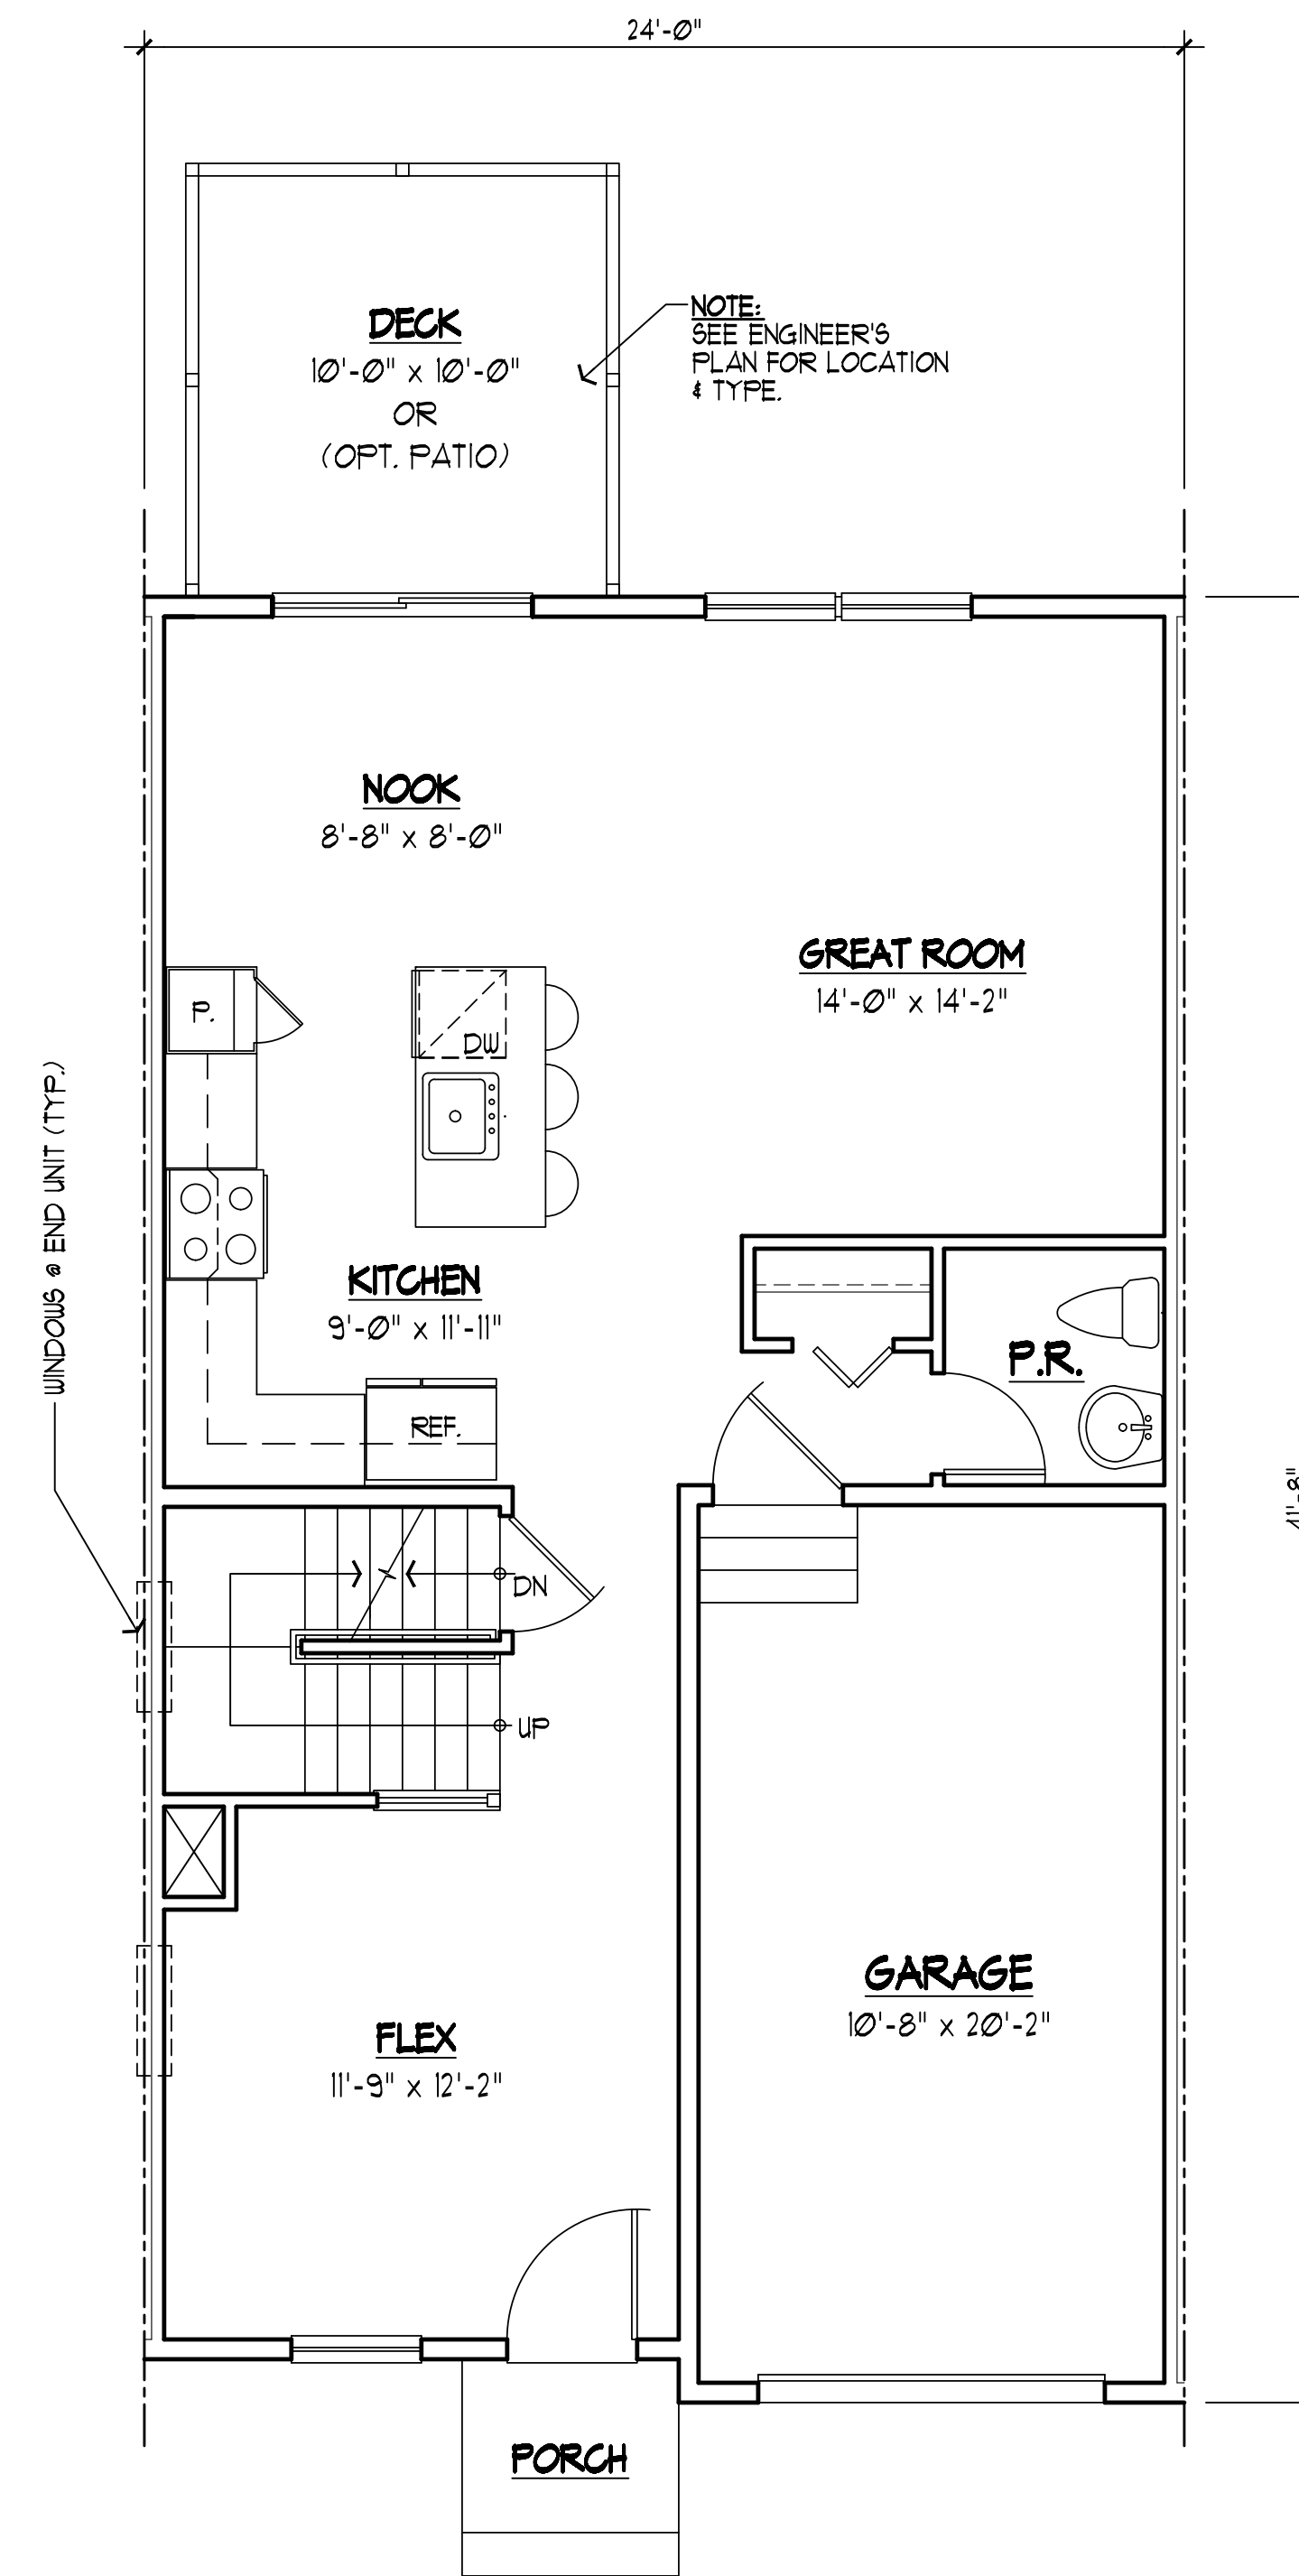 24'-0"
DECK
10'-0" x 10'-0"
OR
(OPT. PATIO)
NOTE:
SEE ENGINEER'S
PLAN FOR LOCATION
& TYPE.
NOOK
8'-8" x 8'-0"
GREAT ROOM
14'-0" x 14'-2"
P.
DW
WINDOWS @ END UNIT (TYP.)
KITCHEN
9'-0" x 11'-11"
P.R.
REF.
41'-8"
DN
UP
GARAGE
10'-8" x 20'-2"
FLEX
11'-9" x 12'-2"
PORCH